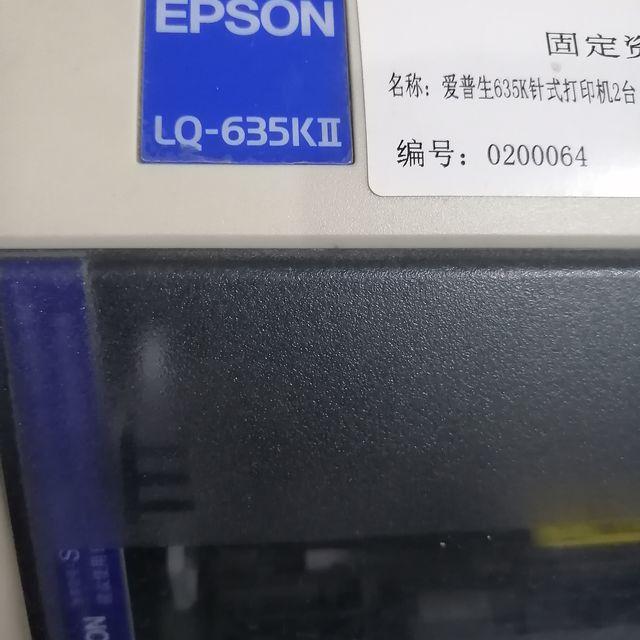 EPSON
LQ-635KII
固定资
名称：爱普生635K针式打印机2台
编号：0200064